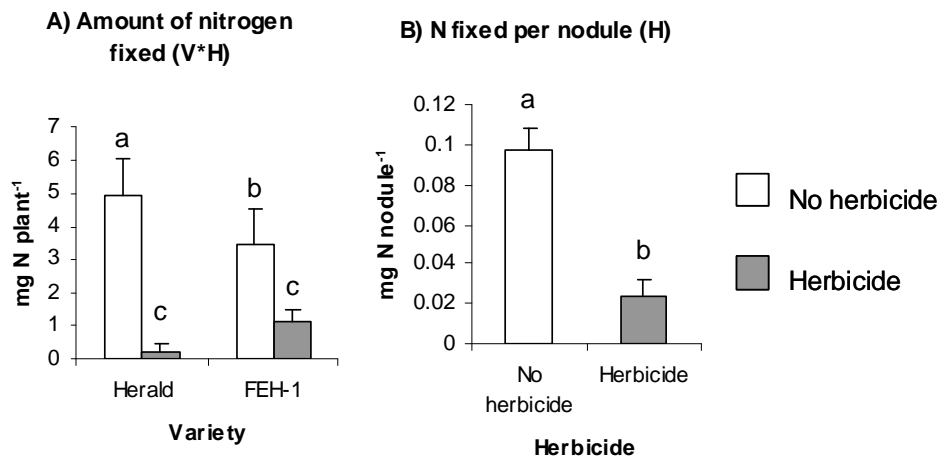 A) Amount of nitrogen
fixed (V*H)
7
6
5
4
3
2
1
0
mg N plant⁻¹
a
c
b
c
Herald
FEH-1
Variety
B) N fixed per nodule (H)
0.12
0.1
0.08
0.06
0.04
0.02
0
mg N nodule⁻¹
a
b
No
herbicide
Herbicide
Herbicide
No herbicide
Herbicide